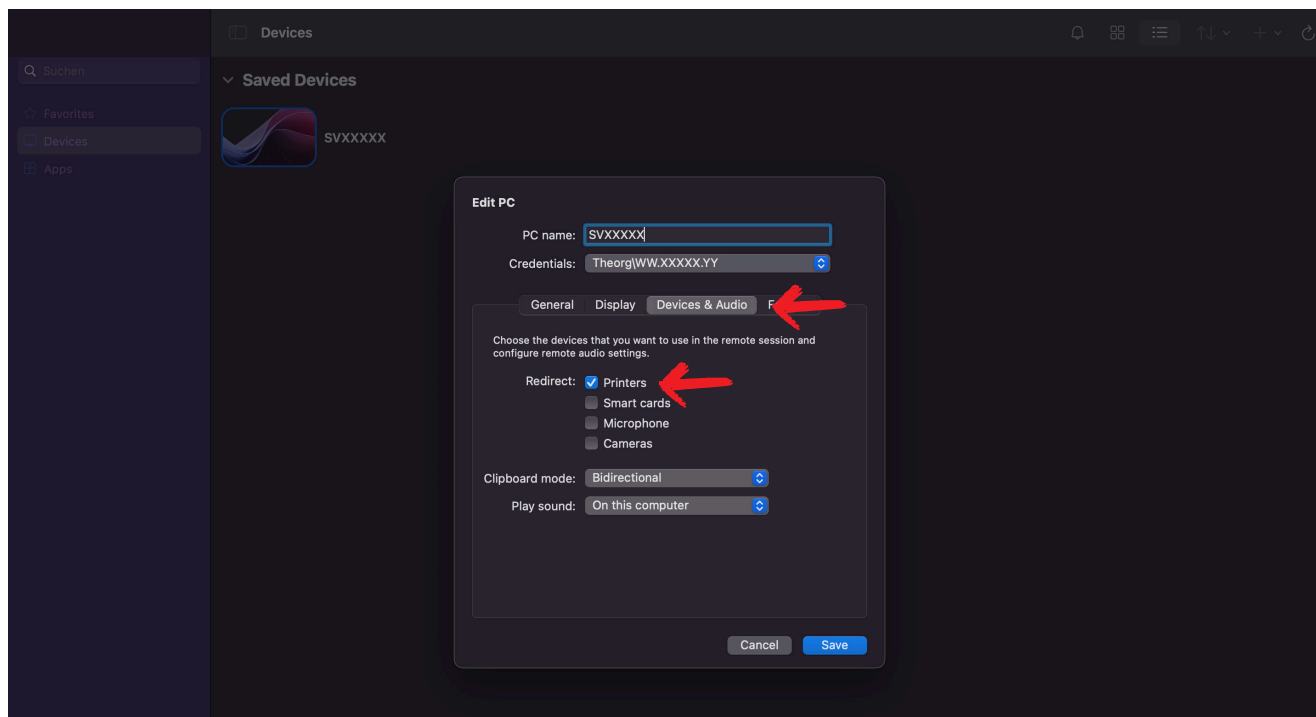 Devices
Suchen
Favorites
Devices
Apps
Saved Devices
SVXXXXX
Edit PC
PC name: SVXXXXX
Credentials: Theorg\WW.XXXXX.YY
General Display Devices & Audio
Choose the devices that you want to use in the remote session and
configure remote audio settings.
Redirect: Printers
Smart cards
Microphone
Cameras
Clipboard mode: Bidirectional
Play sound: On this computer
Cancel Save